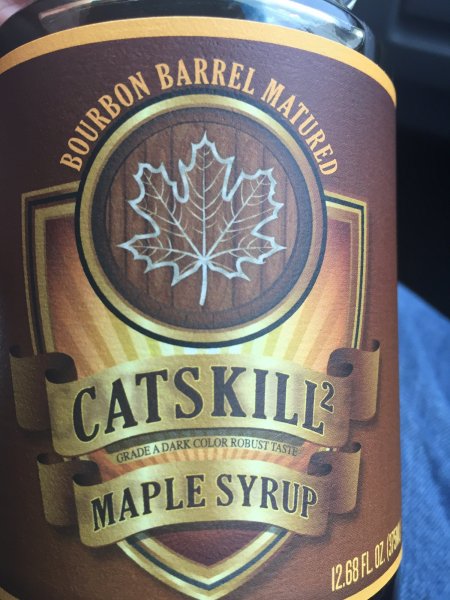 BOURBON BARREL MATURED
CATSKILL²
GRADE A DARK COLOR ROBUST TASTE
MAPLE SYRUP
12.68 FL. OZ.